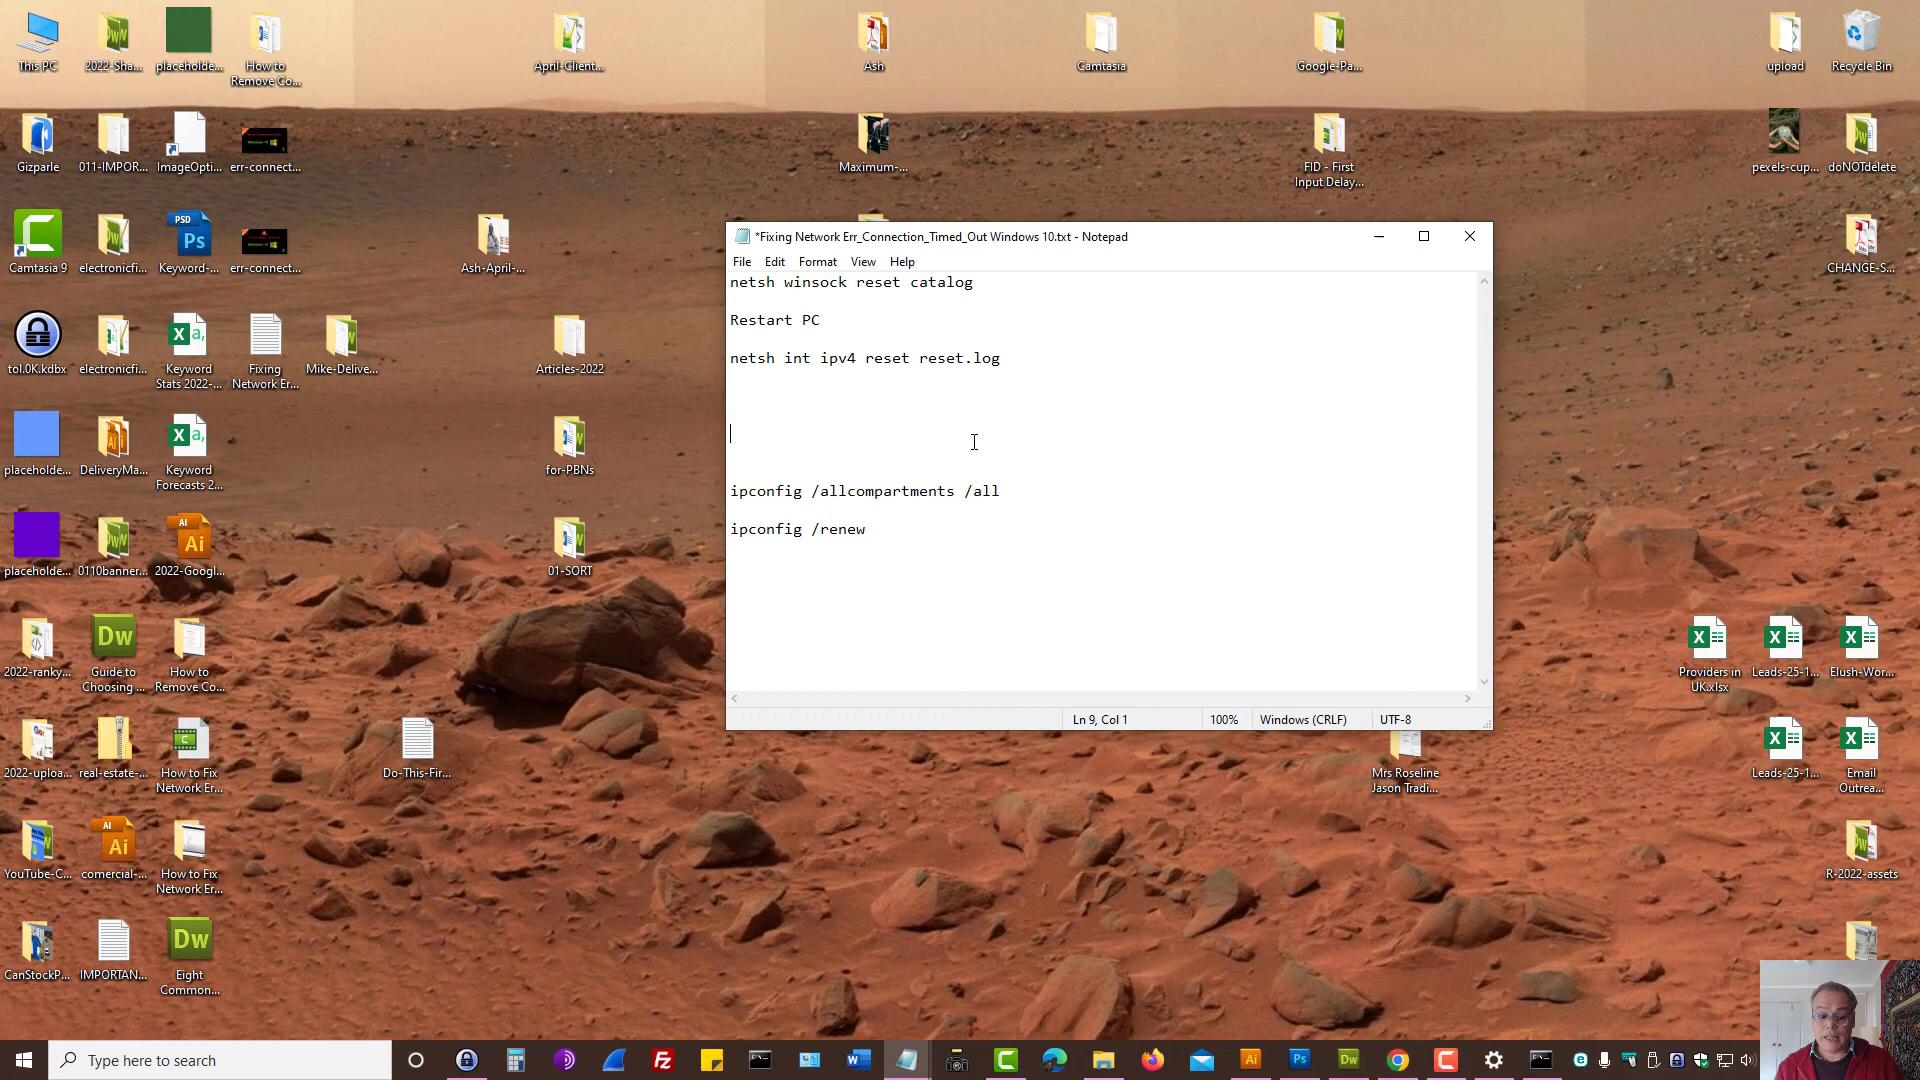 This PC
2022-Sha...
placeholde...
How to
Remove Co...
April-Client...
Ash
Camtasia
Google-Pa...
upload
Recycle Bin
Gizparle
011-IMPOR...
ImageOpti...
err-connect...
Maximum-...
FID - First
Input Delay...
pexels-cup...
doNOTdelete
Camtasia 9
electronicfi...
PSD
Ps
Keyword-...
err-connect...
Ash-April-...
CHANGE-S...
*Fixing Network Err_Connection_Timed_Out Windows 10.txt - Notepad
File Edit Format View Help
netsh winsock reset catalog
Restart PC
netsh int ipv4 reset reset.log
ipconfig /allcompartments /all
ipconfig /renew
Ln 9, Col 1
100%
Windows (CRLF)
UTF-8
tol.0K.kdbx
electronicfi...
Keyword
Stats 2022-...
Fixing
Network Er...
Mike-Delive...
Articles-2022
placeholde...
DeliveryMa...
Keyword
Forecasts 2...
for-PBNs
placeholde...
0110banner...
AI
Ai
2022-Googl...
01-SORT
2022-ranky...
Dw
Guide to
Choosing ...
How to
Remove Co...
Providers in
UK.xlsx
Leads-25-1...
Elush-Wor...
2022-uploa...
real-estate-...
How to Fix
Network Er...
Do-This-Fir...
Mrs Roseline
Jason Tradi...
Leads-25-1...
Email
Outrea...
YouTube-C...
AI
Ai
comercial-...
How to Fix
Network Er...
R-2022-assets
CanStockP...
IMPORTAN...
Dw
Eight
Common...
Type here to search